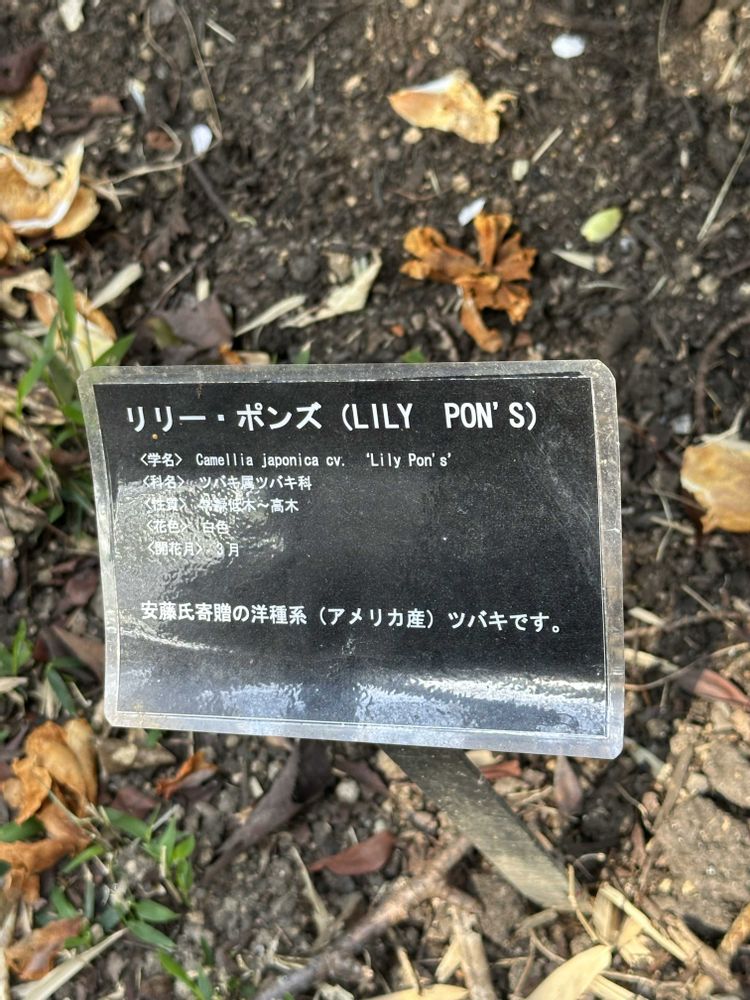 リリー・ポンズ（LILY PON'S）
〈学名〉 Camellia japonica cv. ‘Lily Pon's’
〈科名〉 ツバキ属ツバキ科
〈性質〉 常緑低木～高木
〈花色〉 白色
〈開花月〉 3月
安藤氏寄贈の洋種系（アメリカ産）ツバキです。